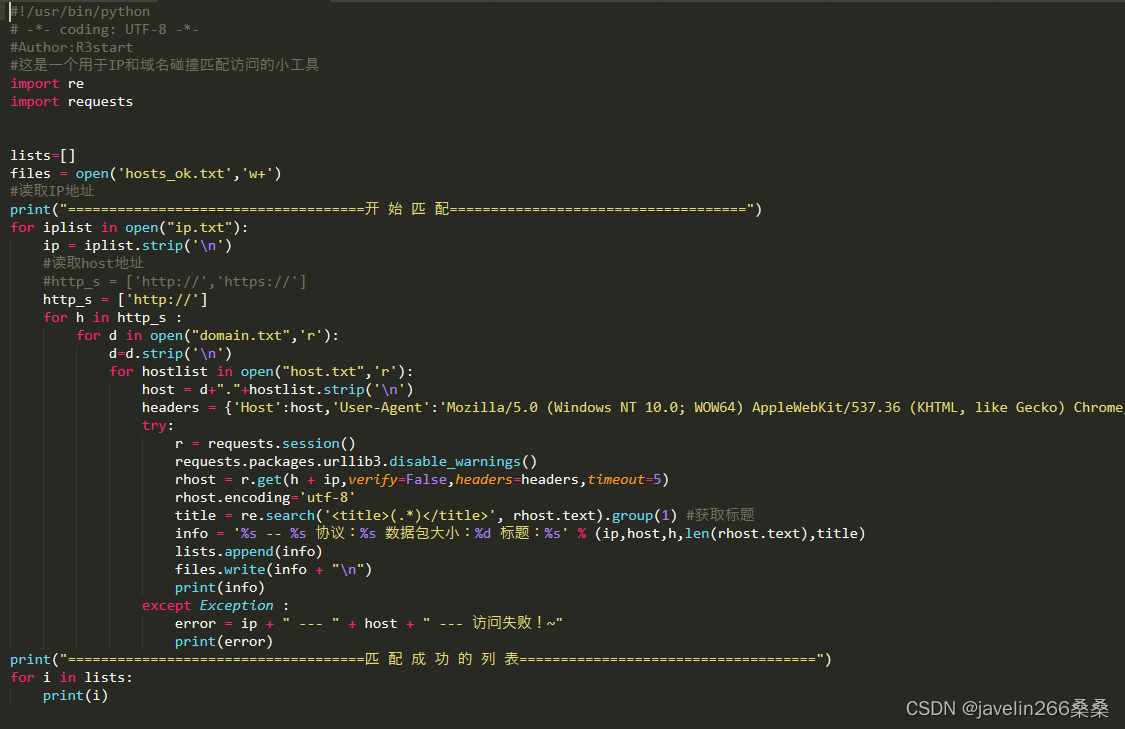 #!/usr/bin/python
# -*- coding: UTF-8 -*-
#Author:R3start
#这是一个用于IP和域名碰撞匹配访问的小工具
import re
import requests
lists=[]
files = open('hosts_ok.txt','w+')
#读取IP地址
print("====================================开 始 匹 配====================================")
for iplist in open("ip.txt"):
    ip = iplist.strip('\n')
    #读取host地址
    #http_s = ['http://','https://']
    http_s = ['http://']
    for h in http_s :
        for d in open("domain.txt",'r'):
            d=d.strip('\n')
            for hostlist in open("host.txt",'r'):
                host = d+"."+hostlist.strip('\n')
                headers = {'Host':host,'User-Agent':'Mozilla/5.0 (Windows NT 10.0; WOW64) AppleWebKit/537.36 (KHTML, like Gecko) Chrome
                try:
                    r = requests.session()
                    requests.packages.urllib3.disable_warnings()
                    rhost = r.get(h + ip,verify=False,headers=headers,timeout=5)
                    rhost.encoding='utf-8'
                    title = re.search('<title>(.*)</title>', rhost.text).group(1) #获取标题
                    info = '%s -- %s 协议：%s 数据包大小：%d 标题：%s' % (ip,host,h,len(rhost.text),title)
                    lists.append(info)
                    files.write(info + "\n")
                    print(info)
                except Exception :
                    error = ip + " --- " + host + " --- 访问失败！~"
                    print(error)
print("====================================匹 配 成 功 的 列 表====================================")
for i in lists:
    print(i)
CSDN @javelin266桑桑